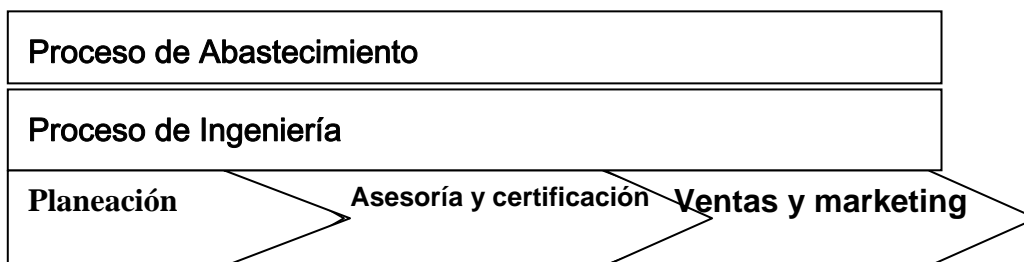 Proceso de Abastecimiento
Proceso de Ingeniería
Planeación
Asesoría y certificación
Ventas y marketing